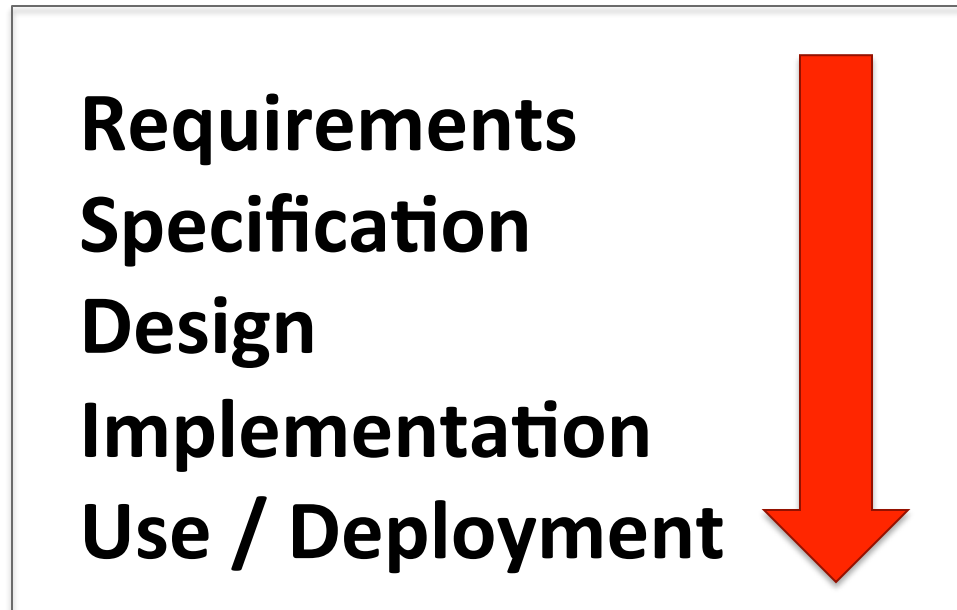 Requirements
Specification
Design
Implementation
Use / Deployment